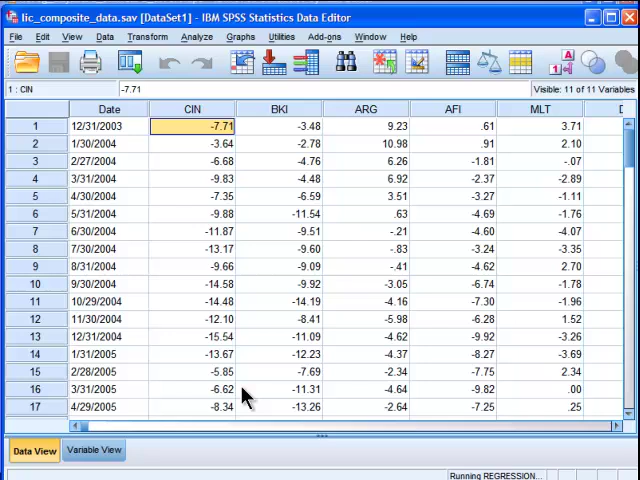 lic_composite_data.sav [DataSet1] - IBM SPSS Statistics Data Editor
File Edit View Data Transform Analyze Graphs Utilities Add-ons Window Help
1 : CIN -7.71 Visible: 11 of 11 Variables
Date CIN BKI ARG AFI MLT
1 12/31/2003 -7.71 -3.48 9.23 .61 3.71
2 1/30/2004 -3.64 -2.78 10.98 .91 2.10
3 2/27/2004 -6.68 -4.76 6.26 -1.81 -.07
4 3/31/2004 -9.83 -4.48 6.92 -2.37 -2.89
5 4/30/2004 -7.35 -6.59 3.51 -3.27 -1.11
6 5/31/2004 -9.88 -11.54 .63 -4.69 -1.76
7 6/30/2004 -11.87 -9.51 -.21 -4.60 -4.07
8 7/30/2004 -13.17 -9.60 -.83 -3.24 -3.35
9 8/31/2004 -9.66 -9.09 -.41 -4.62 2.70
10 9/30/2004 -14.58 -9.92 -3.05 -6.74 -1.78
11 10/29/2004 -14.48 -14.19 -4.16 -7.30 -1.96
12 11/30/2004 -12.10 -8.41 -5.98 -6.28 1.52
13 12/31/2004 -15.54 -11.09 -4.62 -9.92 -3.26
14 1/31/2005 -13.67 -12.23 -4.37 -8.27 -3.69
15 2/28/2005 -5.85 -7.69 -2.34 -7.75 2.34
16 3/31/2005 -6.62 -11.31 -4.64 -9.82 .00
17 4/29/2005 -8.34 -13.26 -2.64 -7.25 .25
Data View Variable View
Running REGRESSION...